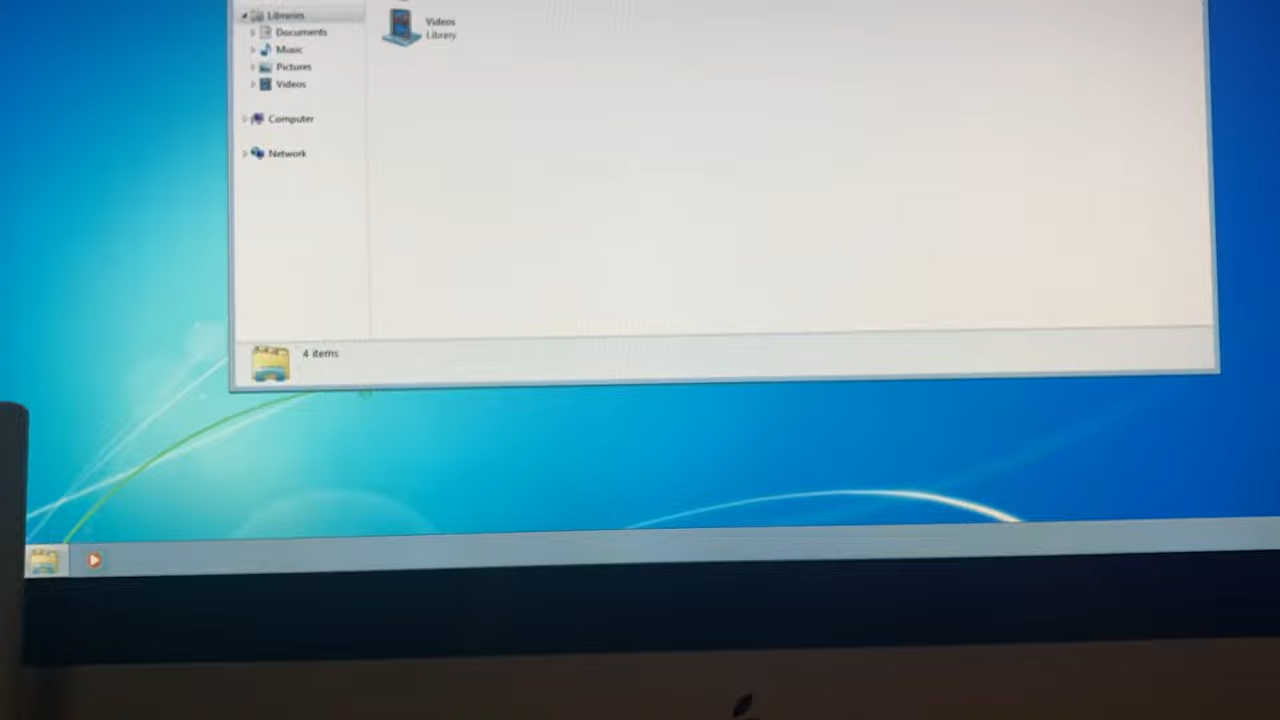 Libraries
Documents
Music
Pictures
Videos
Computer
Network
Videos
Library
4 items